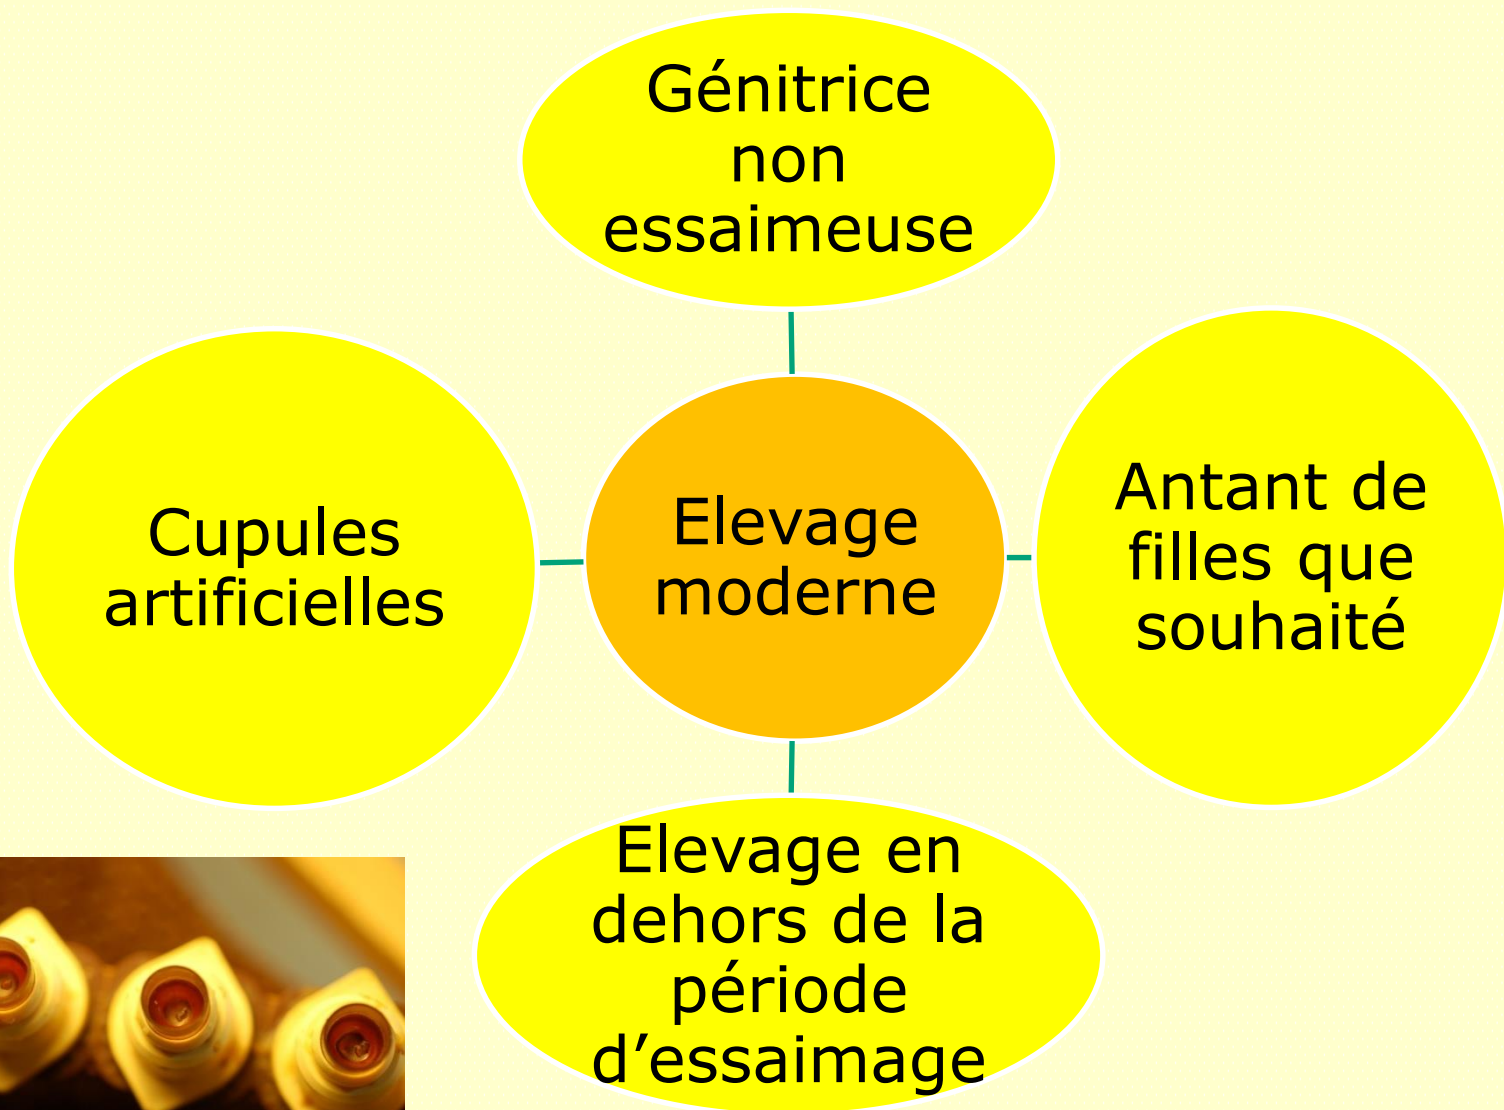 Génitrice
non
essaimeuse
Cupules
artificielles
Elevage
moderne
Antant de
filles que
souhaité
Elevage en
dehors de la
période
d’essaimage